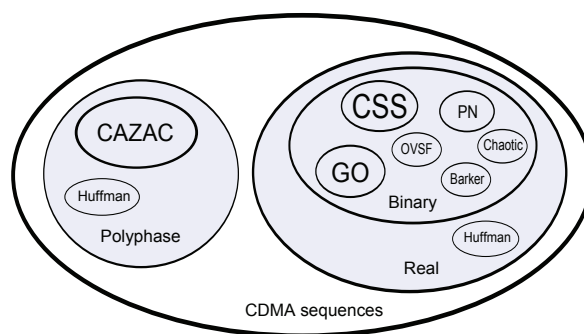 CAZAC
Huffman
Polyphase
CSS
PN
OVSF
Chaotic
GO
Barker
Binary
Huffman
Real
CDMA sequences